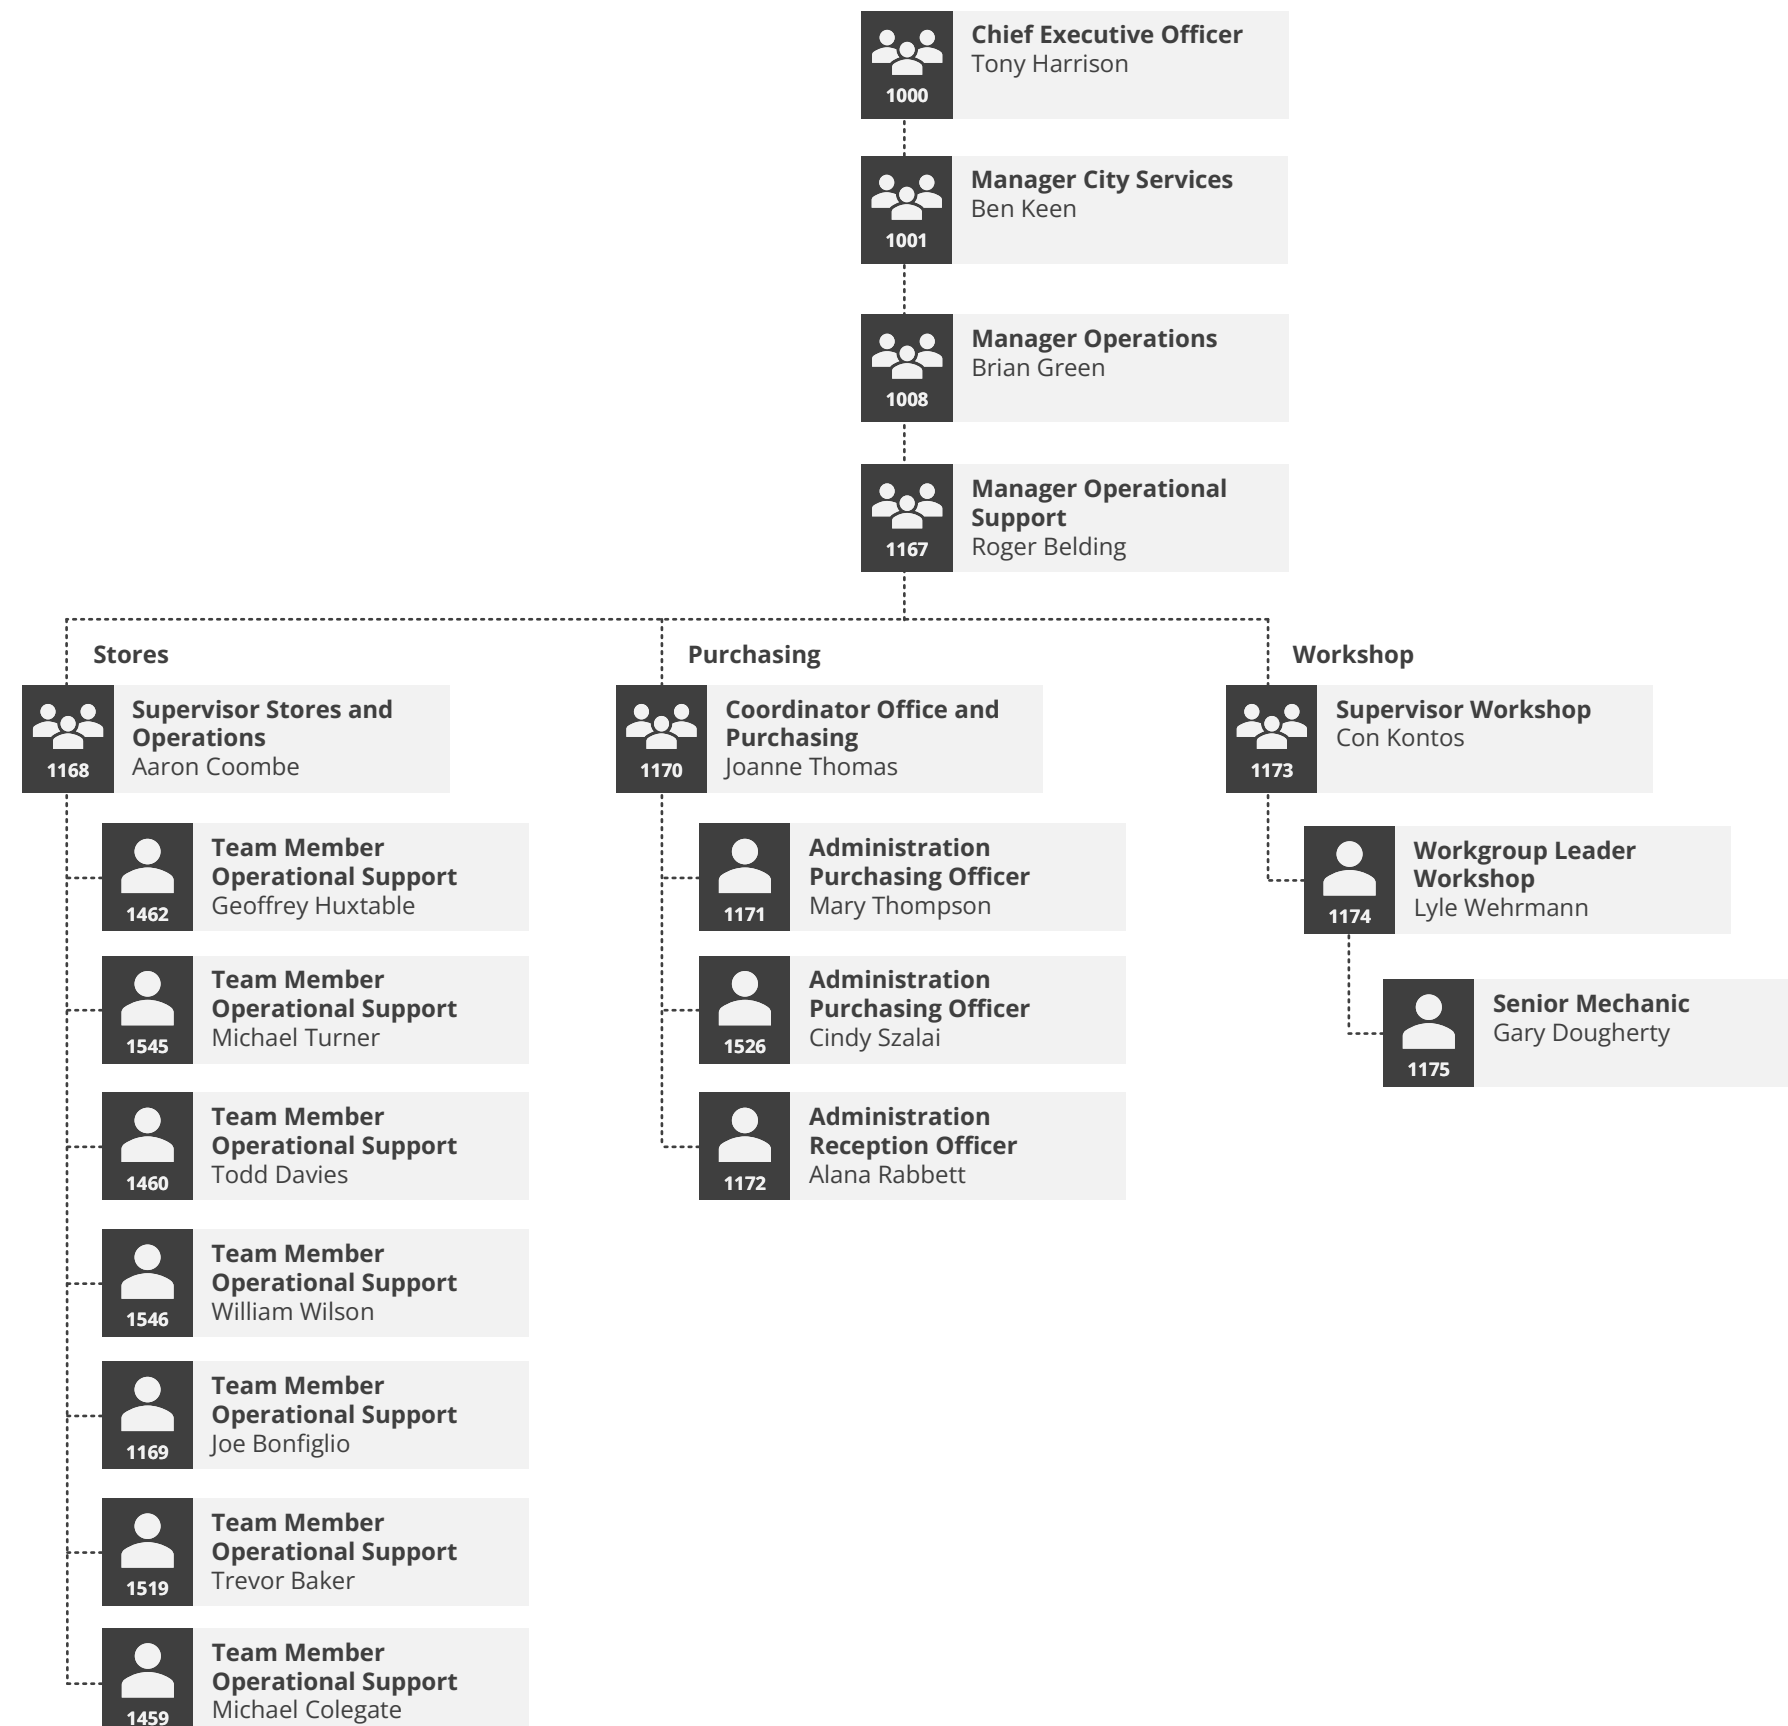 Chief Executive Officer
Tony Harrison
1000
Manager City Services
Ben Keen
1001
Manager Operations
Brian Green
1008
Manager Operational
Support
Roger Belding
1167
Stores
Supervisor Stores and
Operations
Aaron Coombe
1168
Team Member
Operational Support
Geoffrey Huxtable
1462
Team Member
Operational Support
Michael Turner
1545
Team Member
Operational Support
Todd Davies
1460
Team Member
Operational Support
William Wilson
1546
Team Member
Operational Support
Joe Bonfiglio
1169
Team Member
Operational Support
Trevor Baker
1519
Team Member
Operational Support
Michael Colegate
1459
Purchasing
Coordinator Office and
Purchasing
Joanne Thomas
1170
Administration
Purchasing Officer
Mary Thompson
1171
Administration
Purchasing Officer
Cindy Szalai
1526
Administration
Reception Officer
Alana Rabbett
1172
Workshop
Supervisor Workshop
Con Kontos
1173
Workgroup Leader
Workshop
Lyle Wehrmann
1174
Senior Mechanic
Gary Dougherty
1175